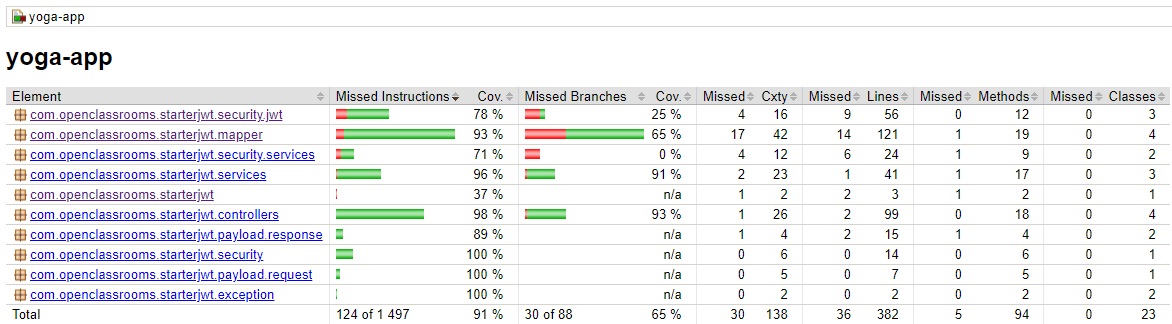 yoga-app
yoga-app
Element Missed Instructions Cov. Missed Branches Cov. Missed Cxty Missed Lines Missed Methods Missed Classes
com.openclassrooms.starterjwt.security.jwt 78 % 25 % 4 16 9 56 0 12 0 3
com.openclassrooms.starterjwt.mapper 93 % 65 % 17 42 14 121 1 19 0 4
com.openclassrooms.starterjwt.security.services 71 % 0 % 4 12 6 24 1 9 0 2
com.openclassrooms.starterjwt.services 96 % 91 % 2 23 1 41 1 17 0 3
com.openclassrooms.starterjwt 37 % n/a 1 2 2 3 1 2 0 1
com.openclassrooms.starterjwt.controllers 98 % 93 % 1 26 2 99 0 18 0 4
com.openclassrooms.starterjwt.payload.response 89 % n/a 1 4 2 15 1 4 0 2
com.openclassrooms.starterjwt.security 100 % n/a 0 6 0 14 0 6 0 1
com.openclassrooms.starterjwt.payload.request 100 % n/a 0 5 0 7 0 5 0 1
com.openclassrooms.starterjwt.exception 100 % n/a 0 2 0 2 0 2 0 2
Total 124 of 1 497 91 % 30 of 88 65 % 30 138 36 382 5 94 0 23